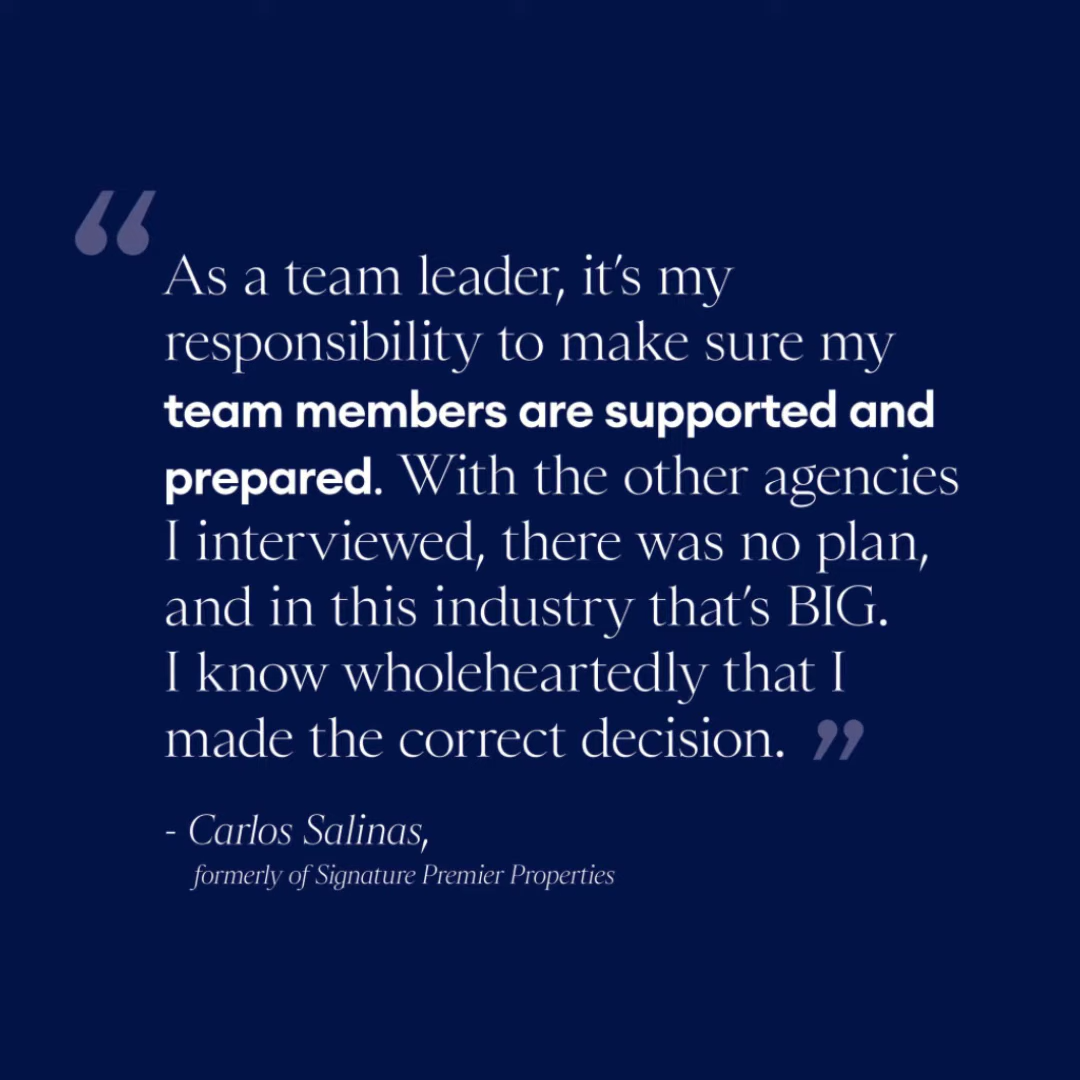 “
As a team leader, it’s my
responsibility to make sure my
team members are supported and
prepared. With the other agencies
I interviewed, there was no plan,
and in this industry that’s BIG.
I know wholeheartedly that I
made the correct decision. ”
- Carlos Salinas,
formerly of Signature Premier Properties